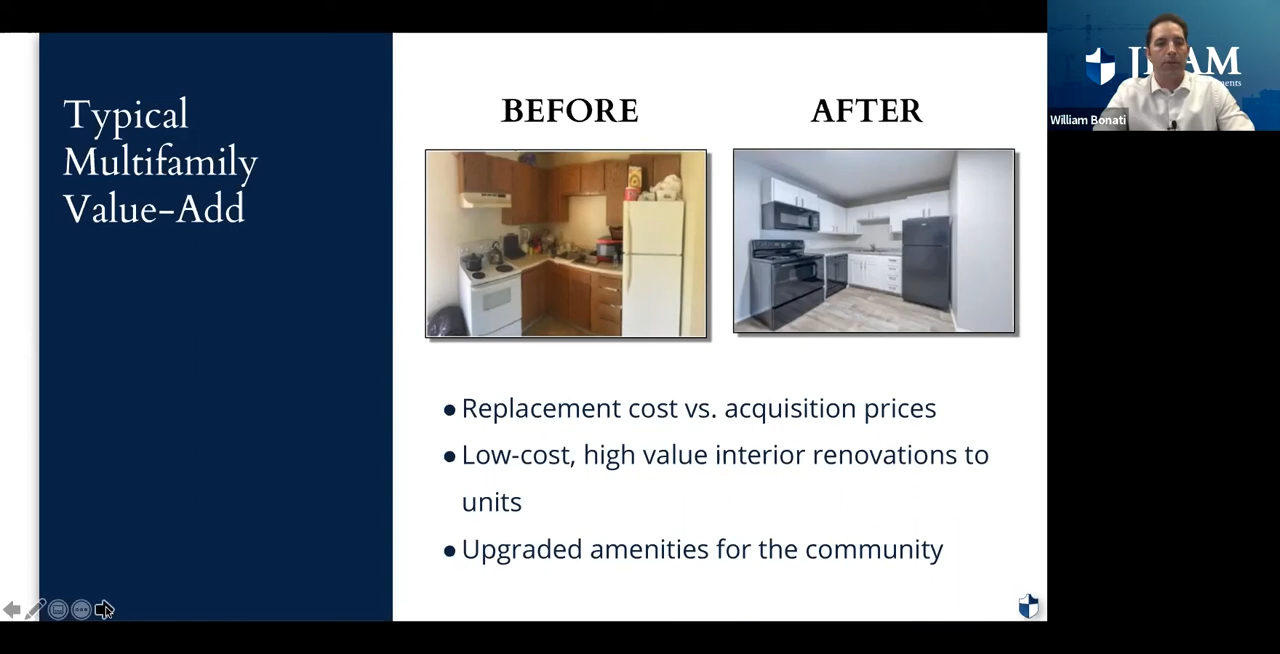 Typical
Multifamily
Value-Add
BEFORE
AFTER
● Replacement cost vs. acquisition prices
● Low-cost, high value interior renovations to
units
● Upgraded amenities for the community
William Bonati